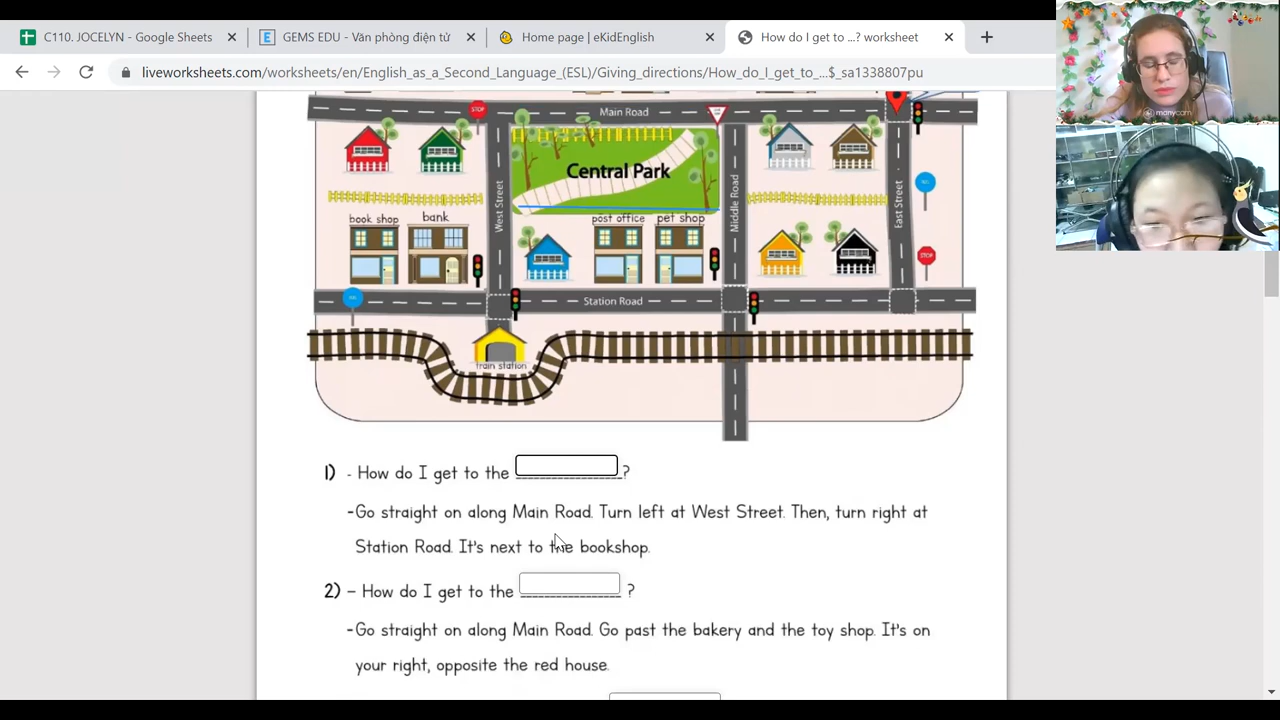 C110. JOCELYN - Google Sheets
GEMS EDU - Văn phòng điện tử
Home page | eKidEnglish
How do I get to ...? worksheet
liveworksheets.com/worksheets/en/English_as_a_Second_Language_(ESL)/Giving_directions/How_do_I_get_to_...$_sa1338907pu
manycam
Main Road
STOP
Central Park
West Street
Middle Road
East Street
book shop
bank
post office
pet shop
STOP
Station Road
train station
1) - How do I get to the ?
-Go straight on along Main Road. Turn left at West Street. Then, turn right at
Station Road. It's next to the bookshop.
2) - How do I get to the ?
-Go straight on along Main Road. Go past the bakery and the toy shop. It's on
your right, opposite the red house.